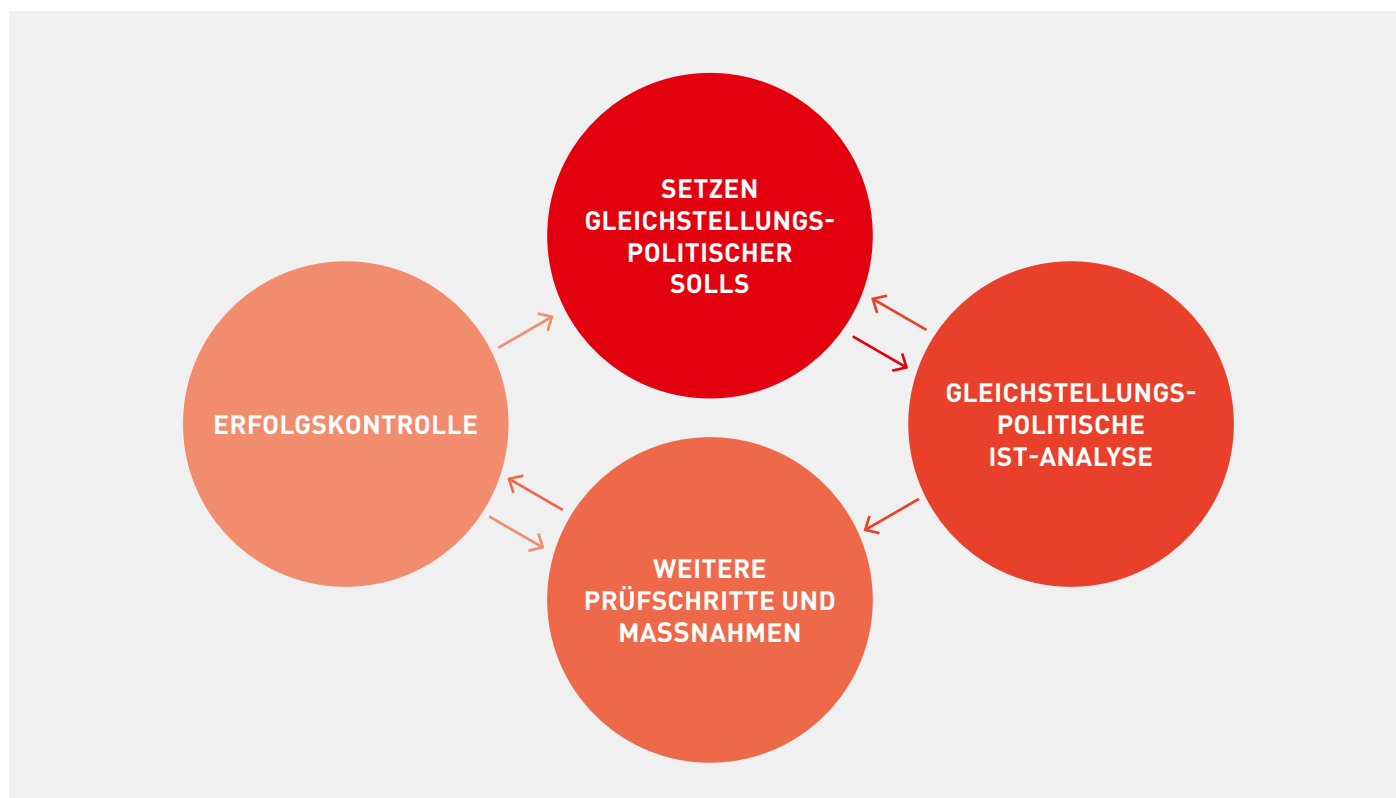 SETZEN
GLEICHSTELLUNGS-
POLITISCHER
SOLLS
ERFOLGSKONTROLLE
GLEICHSTELLUNGS-
POLITISCHE
IST-ANALYSE
WEITERE
PRÜFSCHRITTE UND
MASSNAHMEN